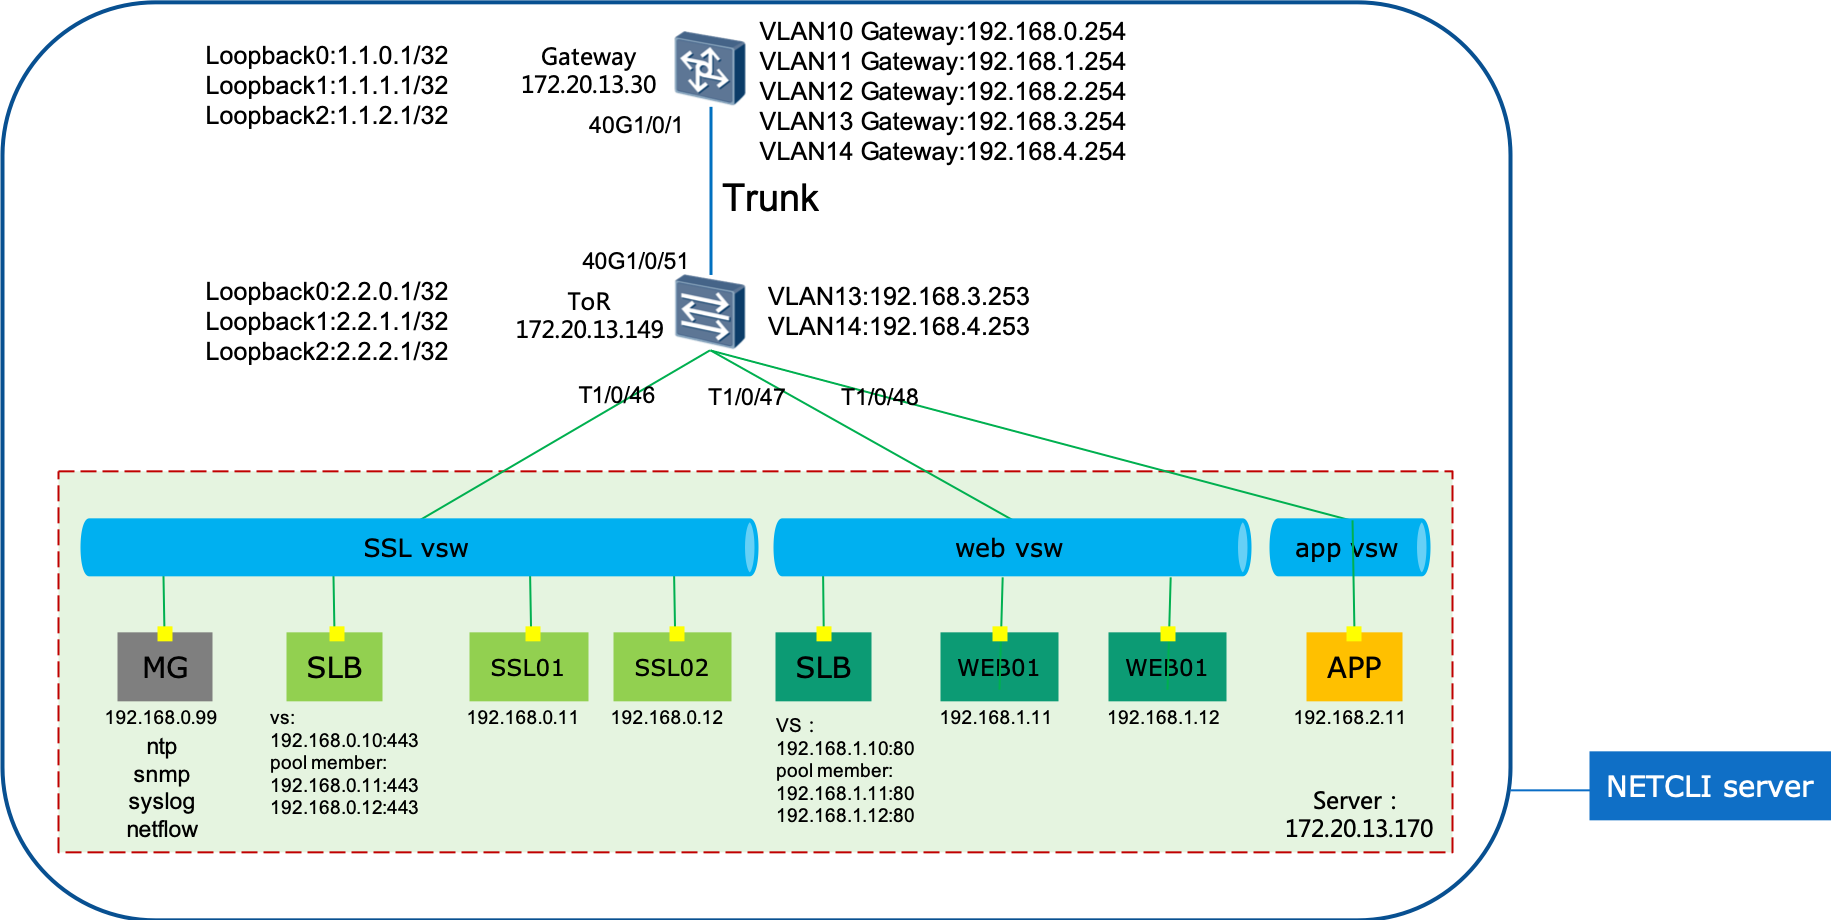 Loopback0:1.1.0.1/32
Loopback1:1.1.1.1/32
Loopback2:1.1.2.1/32
Gateway
172.20.13.30
40G1/0/1
VLAN10 Gateway:192.168.0.254
VLAN11 Gateway:192.168.1.254
VLAN12 Gateway:192.168.2.254
VLAN13 Gateway:192.168.3.254
VLAN14 Gateway:192.168.4.254
Trunk
40G1/0/51
Loopback0:2.2.0.1/32
Loopback1:2.2.1.1/32
Loopback2:2.2.2.1/32
ToR
172.20.13.149
VLAN13:192.168.3.253
VLAN14:192.168.4.253
T1/0/46
T1/0/47
T1/0/48
SSL vsw
web vsw
app vsw
MG
192.168.0.99
ntp
snmp
syslog
netflow
SLB
vs:
192.168.0.10:443
pool member:
192.168.0.11:443
192.168.0.12:443
SSL01
192.168.0.11
SSL02
192.168.0.12
SLB
VS：
192.168.1.10:80
pool member:
192.168.1.11:80
192.168.1.12:80
WEB01
192.168.1.11
WEB01
192.168.1.12
APP
192.168.2.11
Server：
172.20.13.170
NETCLI server